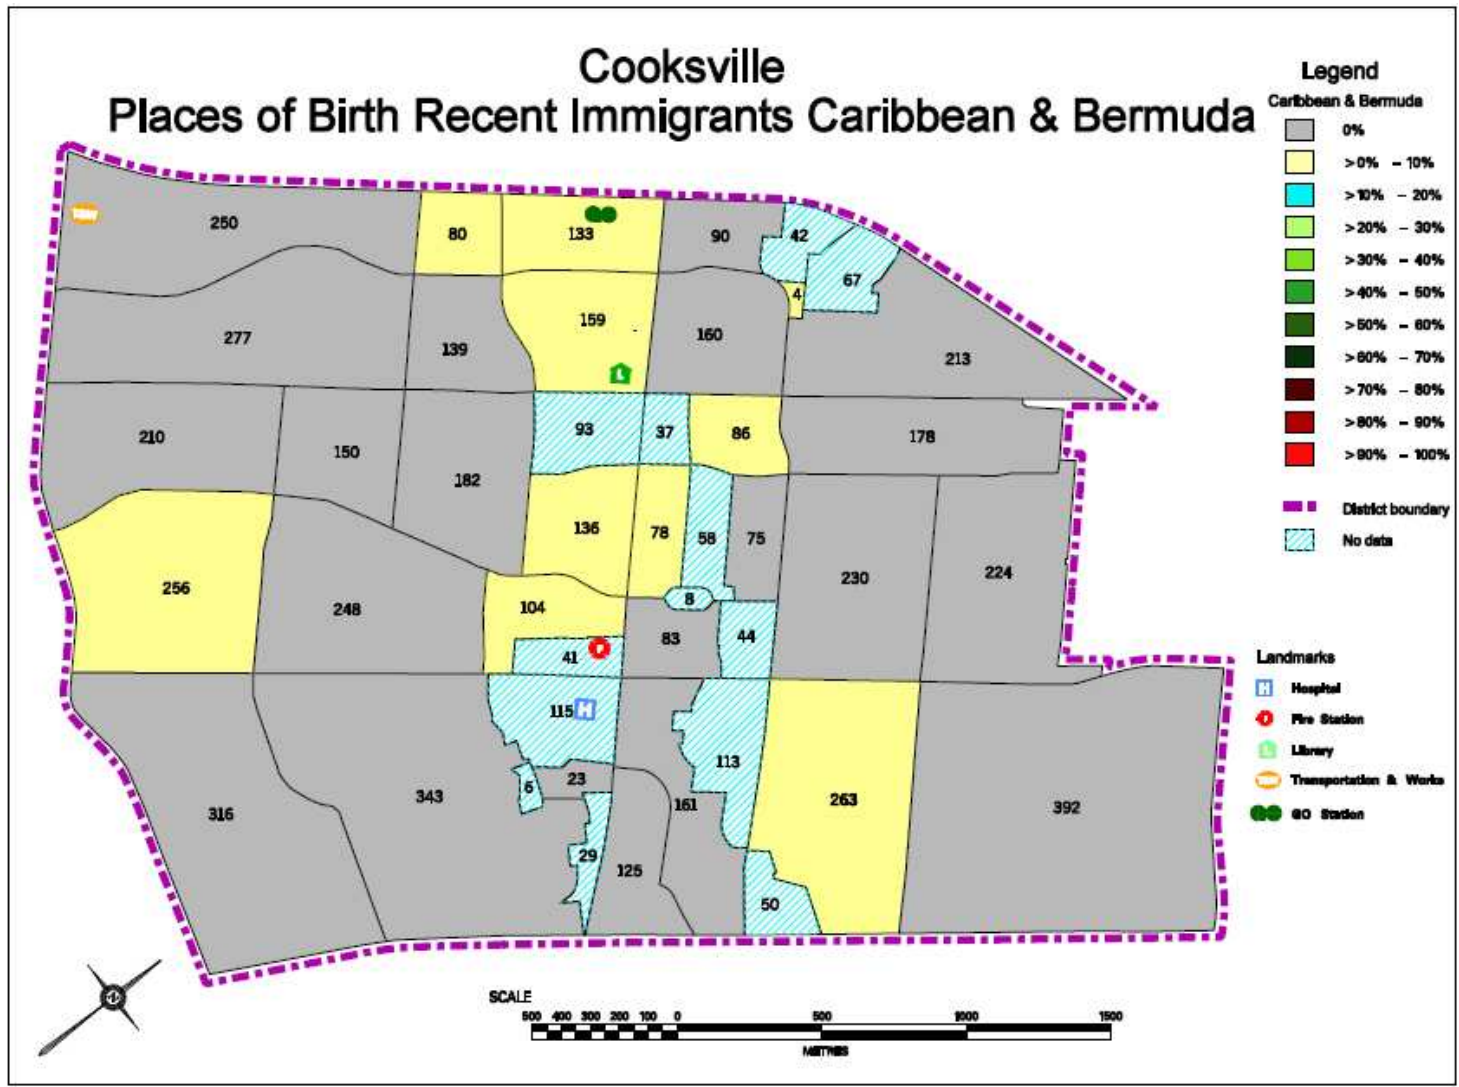 Cooksville
Places of Birth Recent Immigrants Caribbean & Bermuda
Legend
Caribbean & Bermuda
0%
>0% - 10%
>10% - 20%
>20% - 30%
>30% - 40%
>40% - 50%
>50% - 60%
>60% - 70%
>70% - 80%
>80% - 90%
>90% - 100%
District boundary
No data
250
80
133
90
42
67
4
277
139
159
160
213
L
210
150
182
93
37
86
178
256
248
136
78
58
75
230
224
104
8
41
83
44
115
H
113
316
343
6
23
161
263
392
29
125
50
Landmarks
H Hospital
Fire Station
L Library
Transportation & Works
GO Station
SCALE
500 400 300 200 100 0 500 1000 1500
METRES